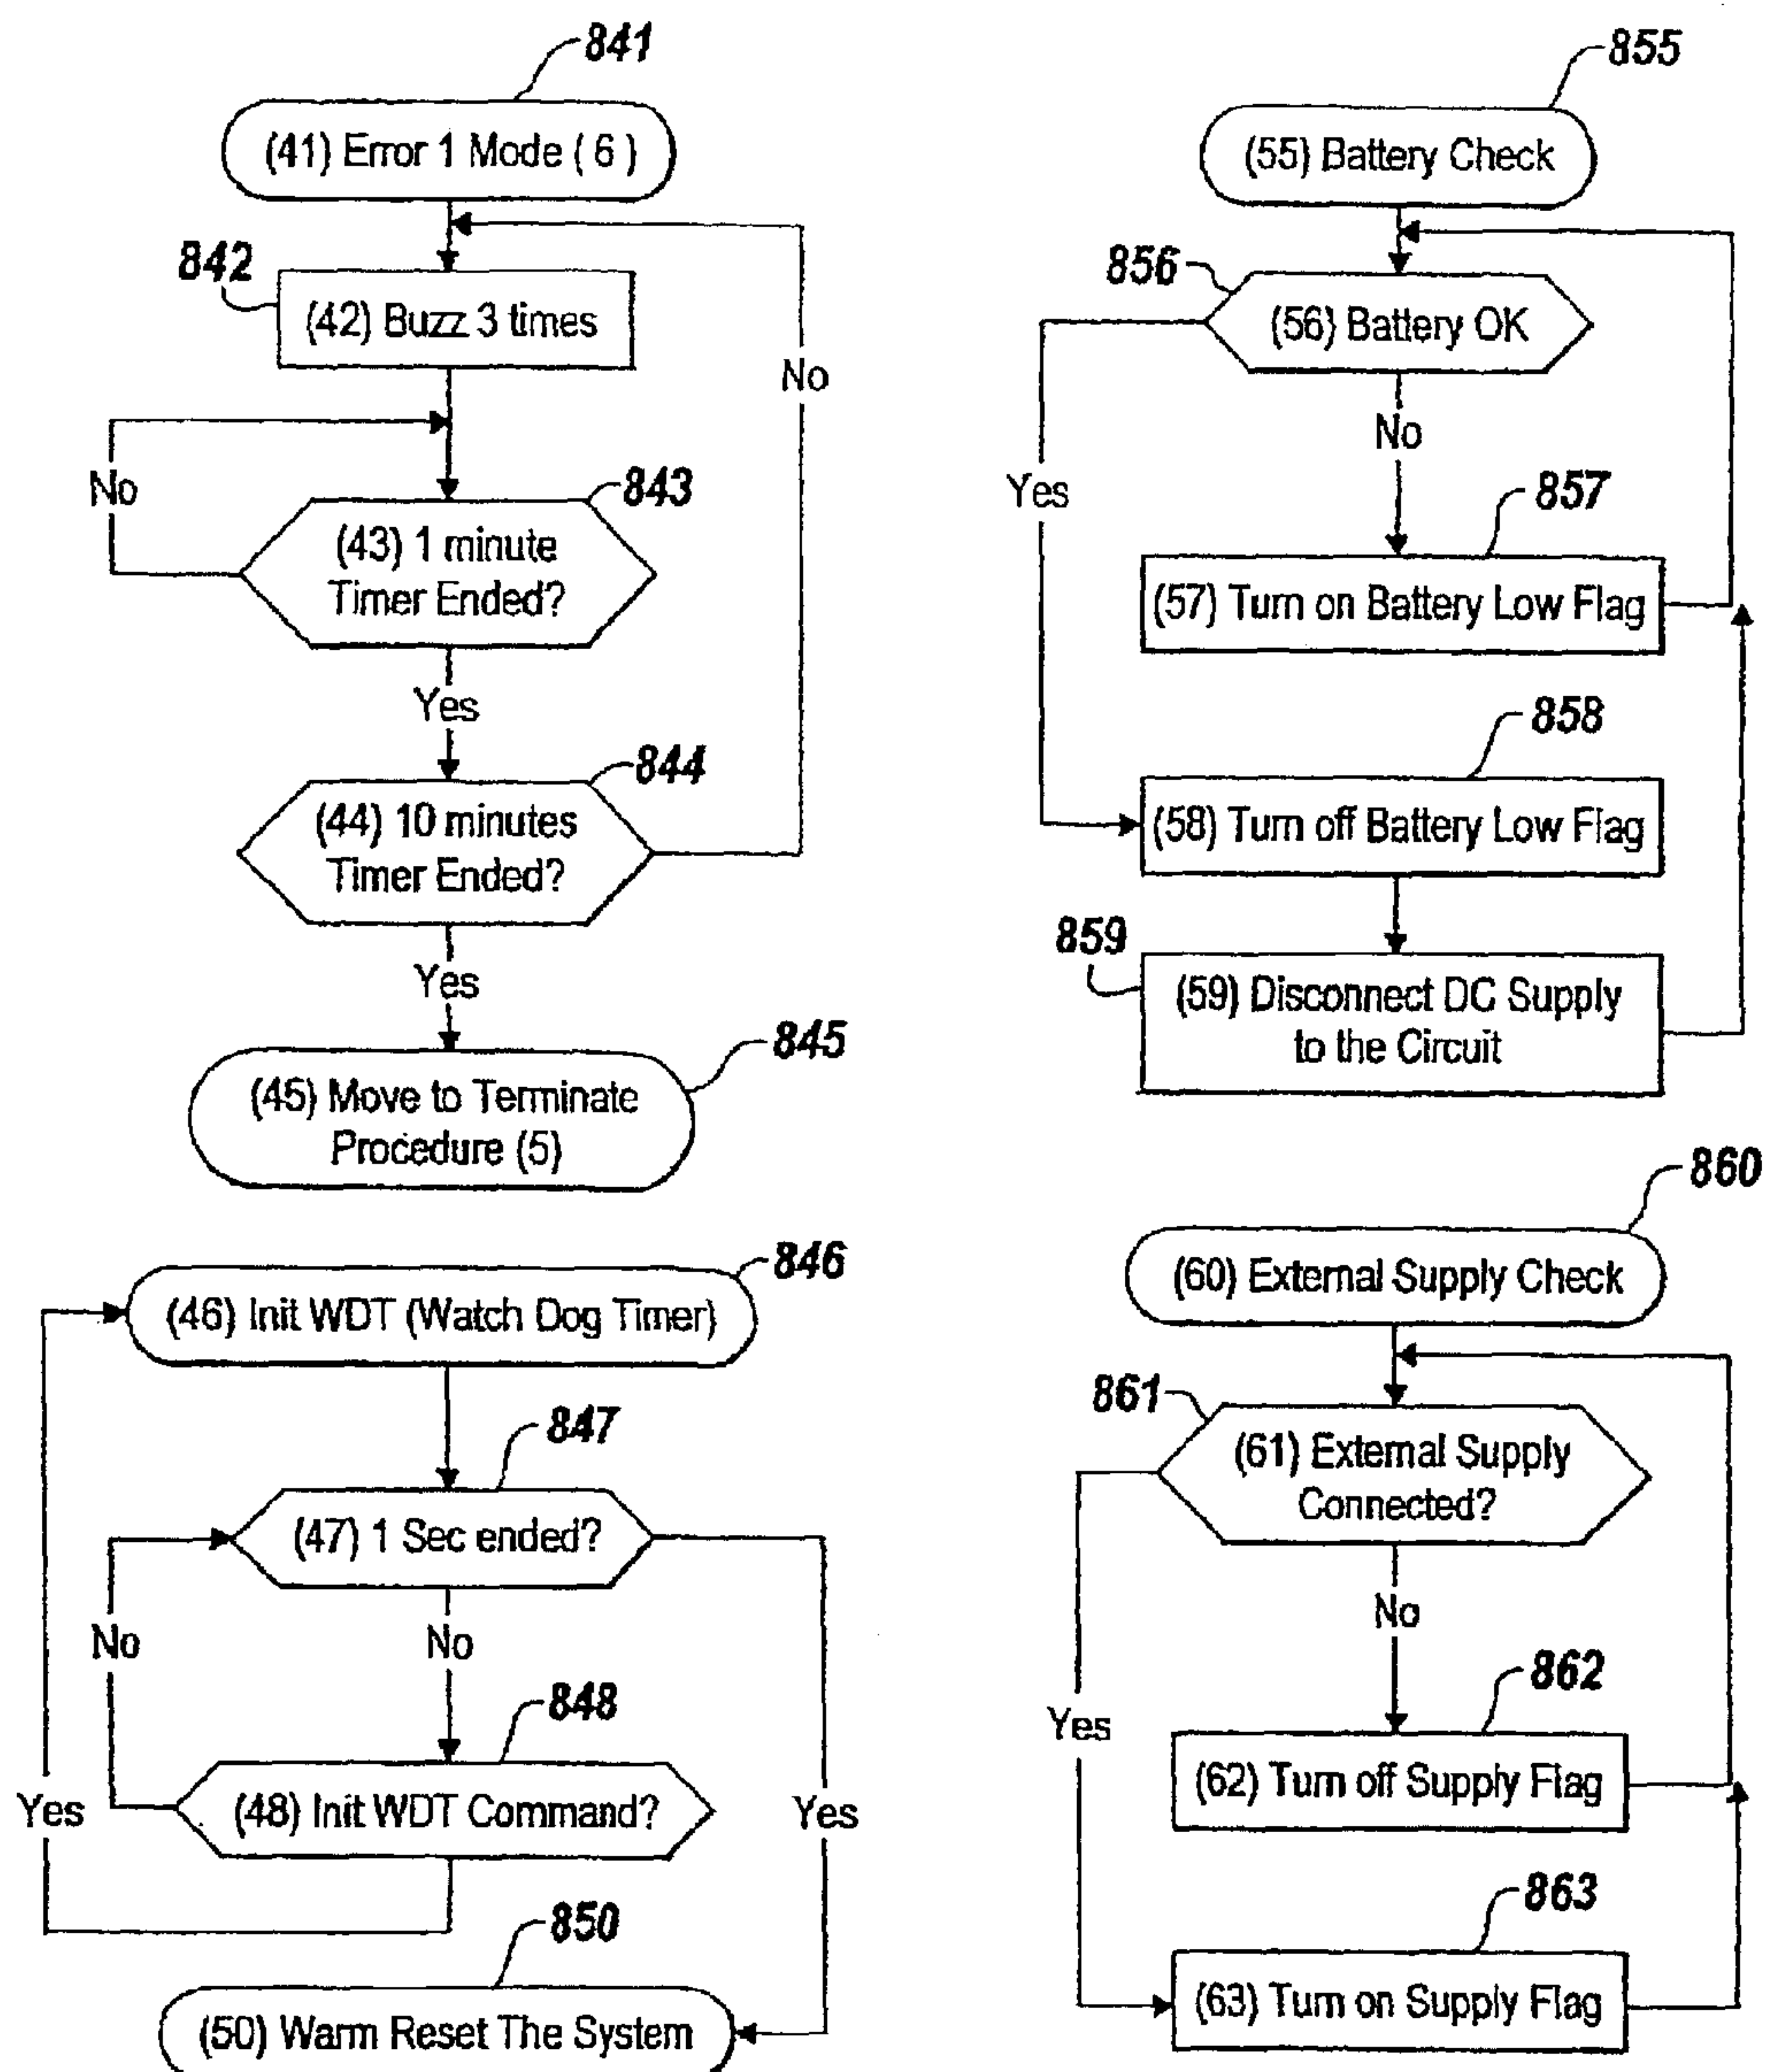 841
(41) Error 1 Mode ( 6 )
842
(42) Buzz 3 times
No
No
843
(43) 1 minute
Timer Ended?
Yes
844
(44) 10 minutes
Timer Ended?
Yes
845
(45) Move to Terminate
Procedure (5)
846
(46) Init WDT (Watch Dog Timer)
847
(47) 1 Sec ended?
No
No
848
Yes
(48) Init WDT Command?
Yes
850
(50) Warm Reset The System
855
(55) Battery Check
856
(56) Battery OK
No
Yes
857
(57) Turn on Battery Low Flag
858
(58) Turn off Battery Low Flag
859
(59) Disconnect DC Supply
to the Circuit
860
(60) External Supply Check
861
(61) External Supply
Connected?
No
862
Yes
(62) Turn off Supply Flag
863
(63) Turn on Supply Flag